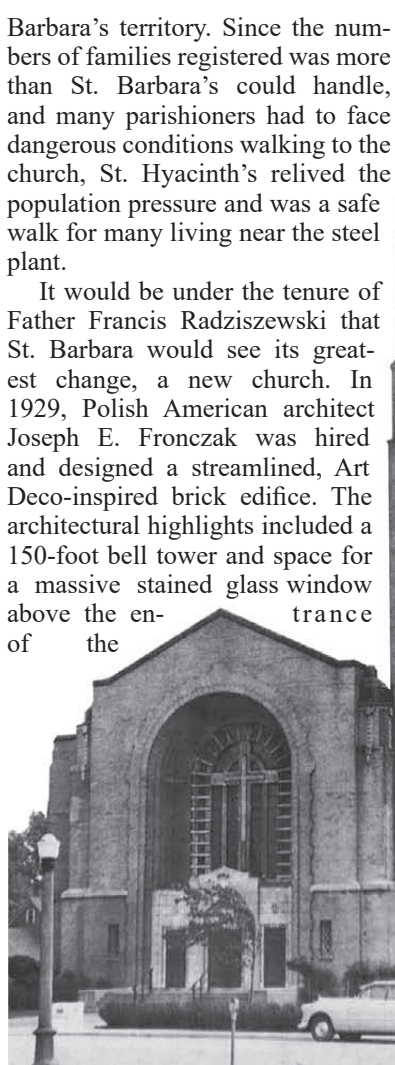 Barbara’s territory. Since the num-
bers of families registered was more
than St. Barbara’s could handle,
and many parishioners had to face
dangerous conditions walking to the
church, St. Hyacinth’s relived the
population pressure and was a safe
walk for many living near the steel
plant.
It would be under the tenure of
Father Francis Radziszewski that
St. Barbara would see its great-
est change, a new church. In
1929, Polish American architect
Joseph E. Fronczak was hired
and designed a streamlined, Art
Deco-inspired brick edifice. The
architectural highlights included a
150-foot bell tower and space for
a massive stained glass window
above the en- trance
of the